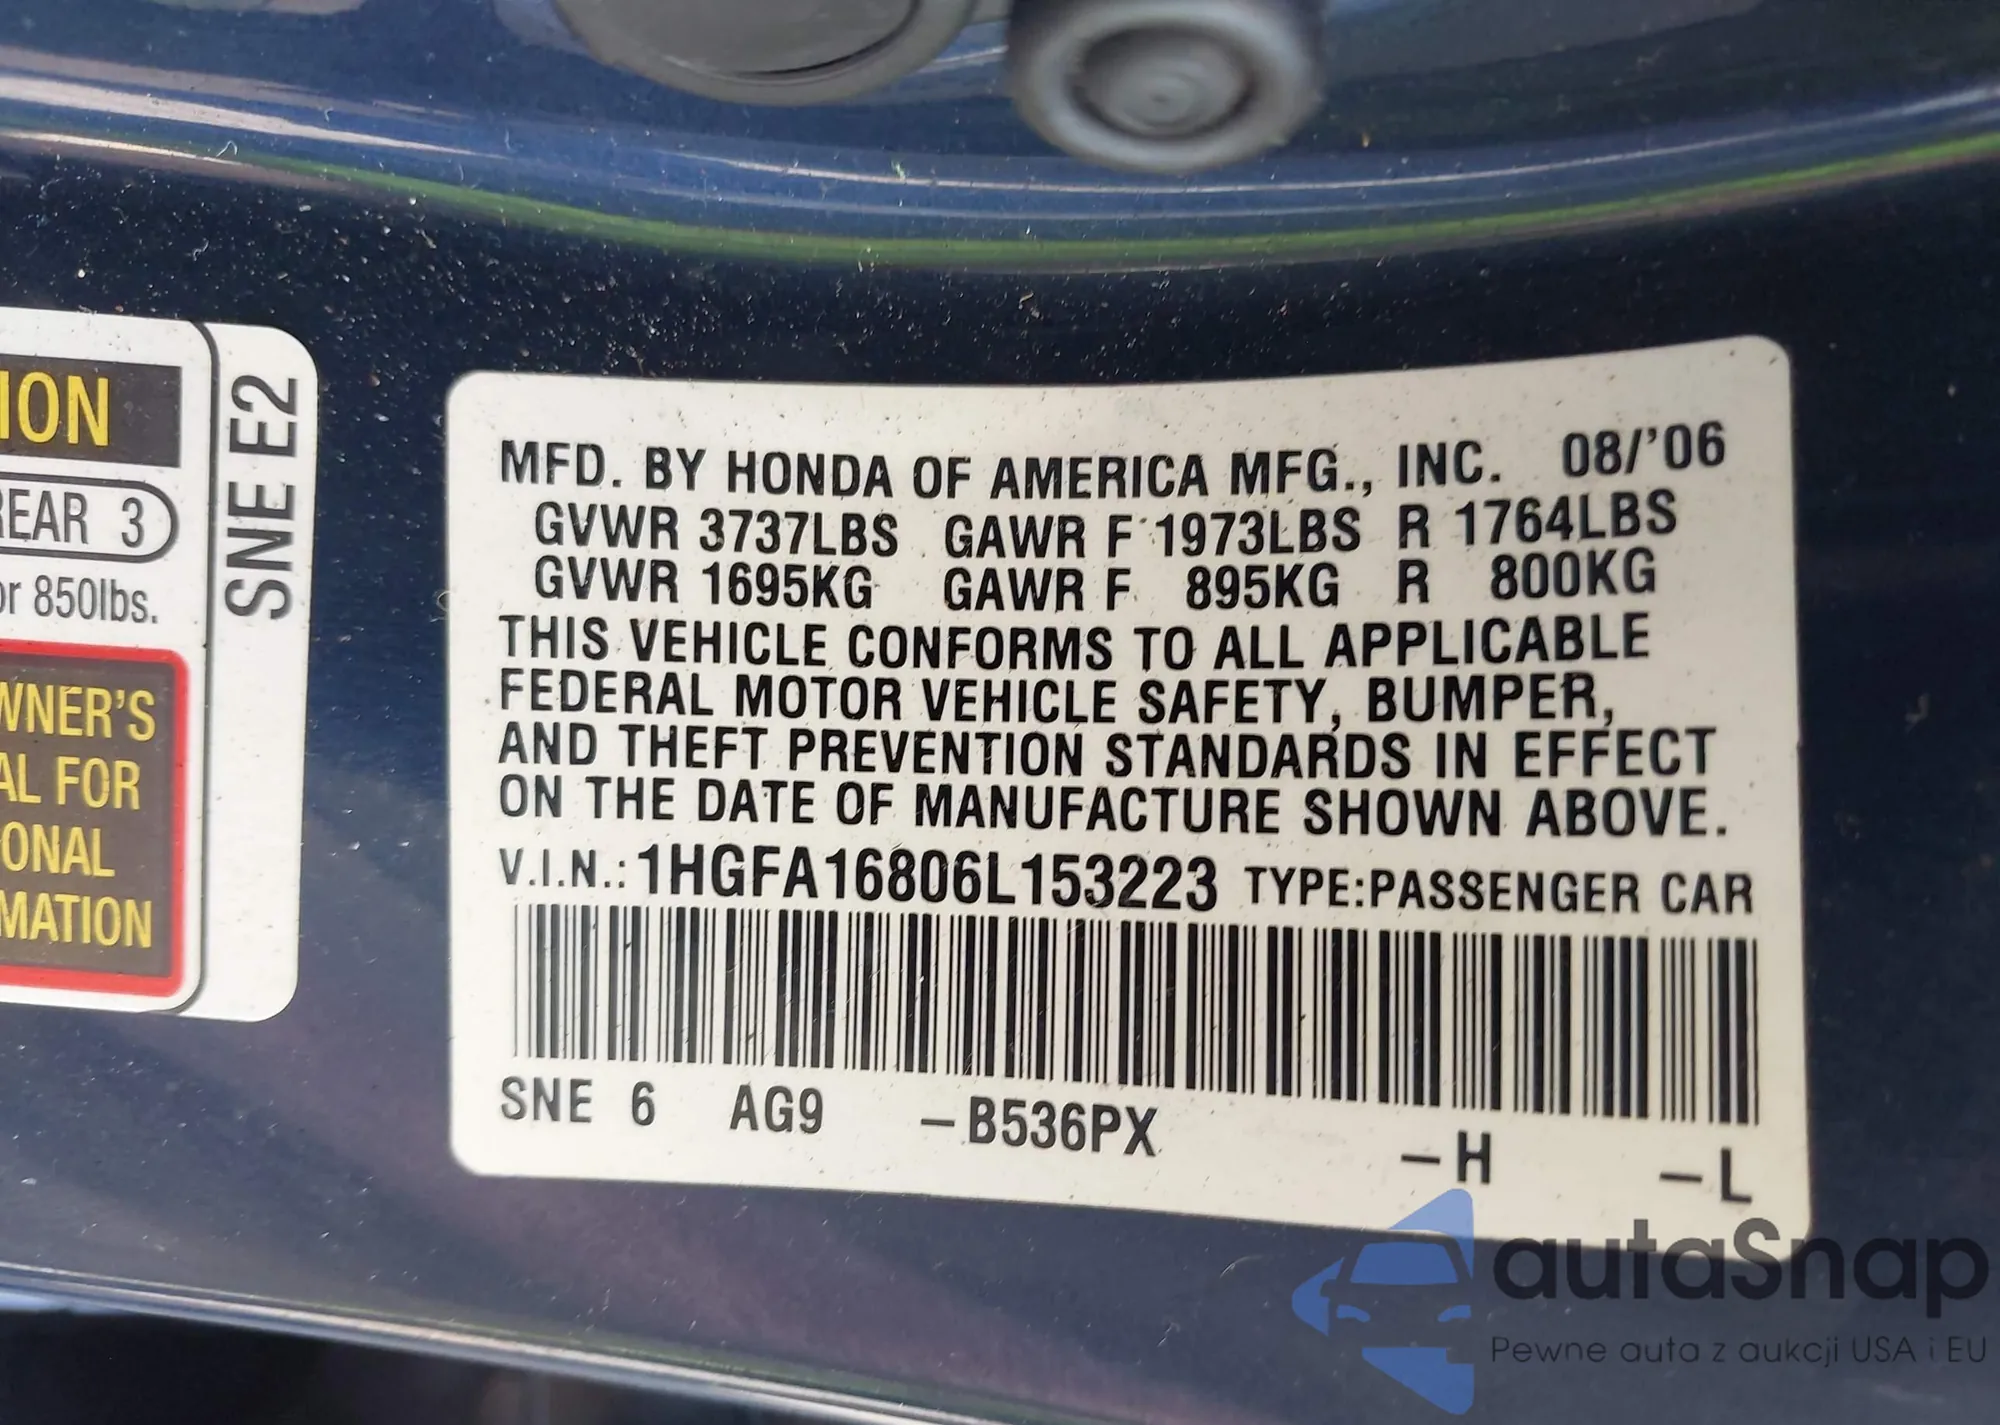 ION
REAR 3
or 850lbs.
WNER'S
AL FOR
ONAL
MATION
SNE E2
MFD. BY HONDA OF AMERICA MFG., INC. 08/'06
GVWR 3737LBS GAWR F 1973LBS R 1764LBS
GVWR 1695KG GAWR F 895KG R 800KG
THIS VEHICLE CONFORMS TO ALL APPLICABLE
FEDERAL MOTOR VEHICLE SAFETY, BUMPER,
AND THEFT PREVENTION STANDARDS IN EFFECT
ON THE DATE OF MANUFACTURE SHOWN ABOVE.
V.I.N.: 1HGFA16806L153223 TYPE:PASSENGER CAR
SNE 6 AG9 –B536PX –H –L
autaSnap
Pewne auta z aukcji USA i EU